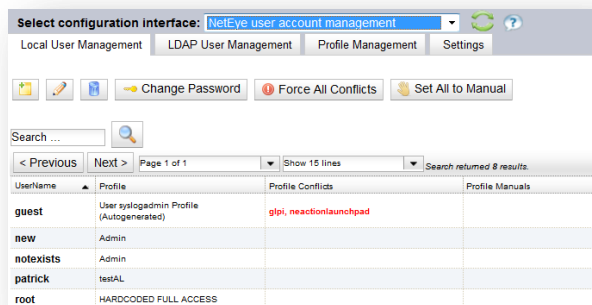 Select configuration interface: NetEye user account management
Local User Management LDAP User Management Profile Management Settings
Change Password Force All Conflicts Set All to Manual
Search ...
< Previous Next > Page 1 of 1 Show 15 lines Search returned 8 results.
UserName Profile Profile Conflicts Profile Manuals
guest User syslogadmin Profile (Autogenerated) glpi, neactionlaunchpad
new Admin
notexists Admin
patrick testAL
root HARDCODED FULL ACCESS